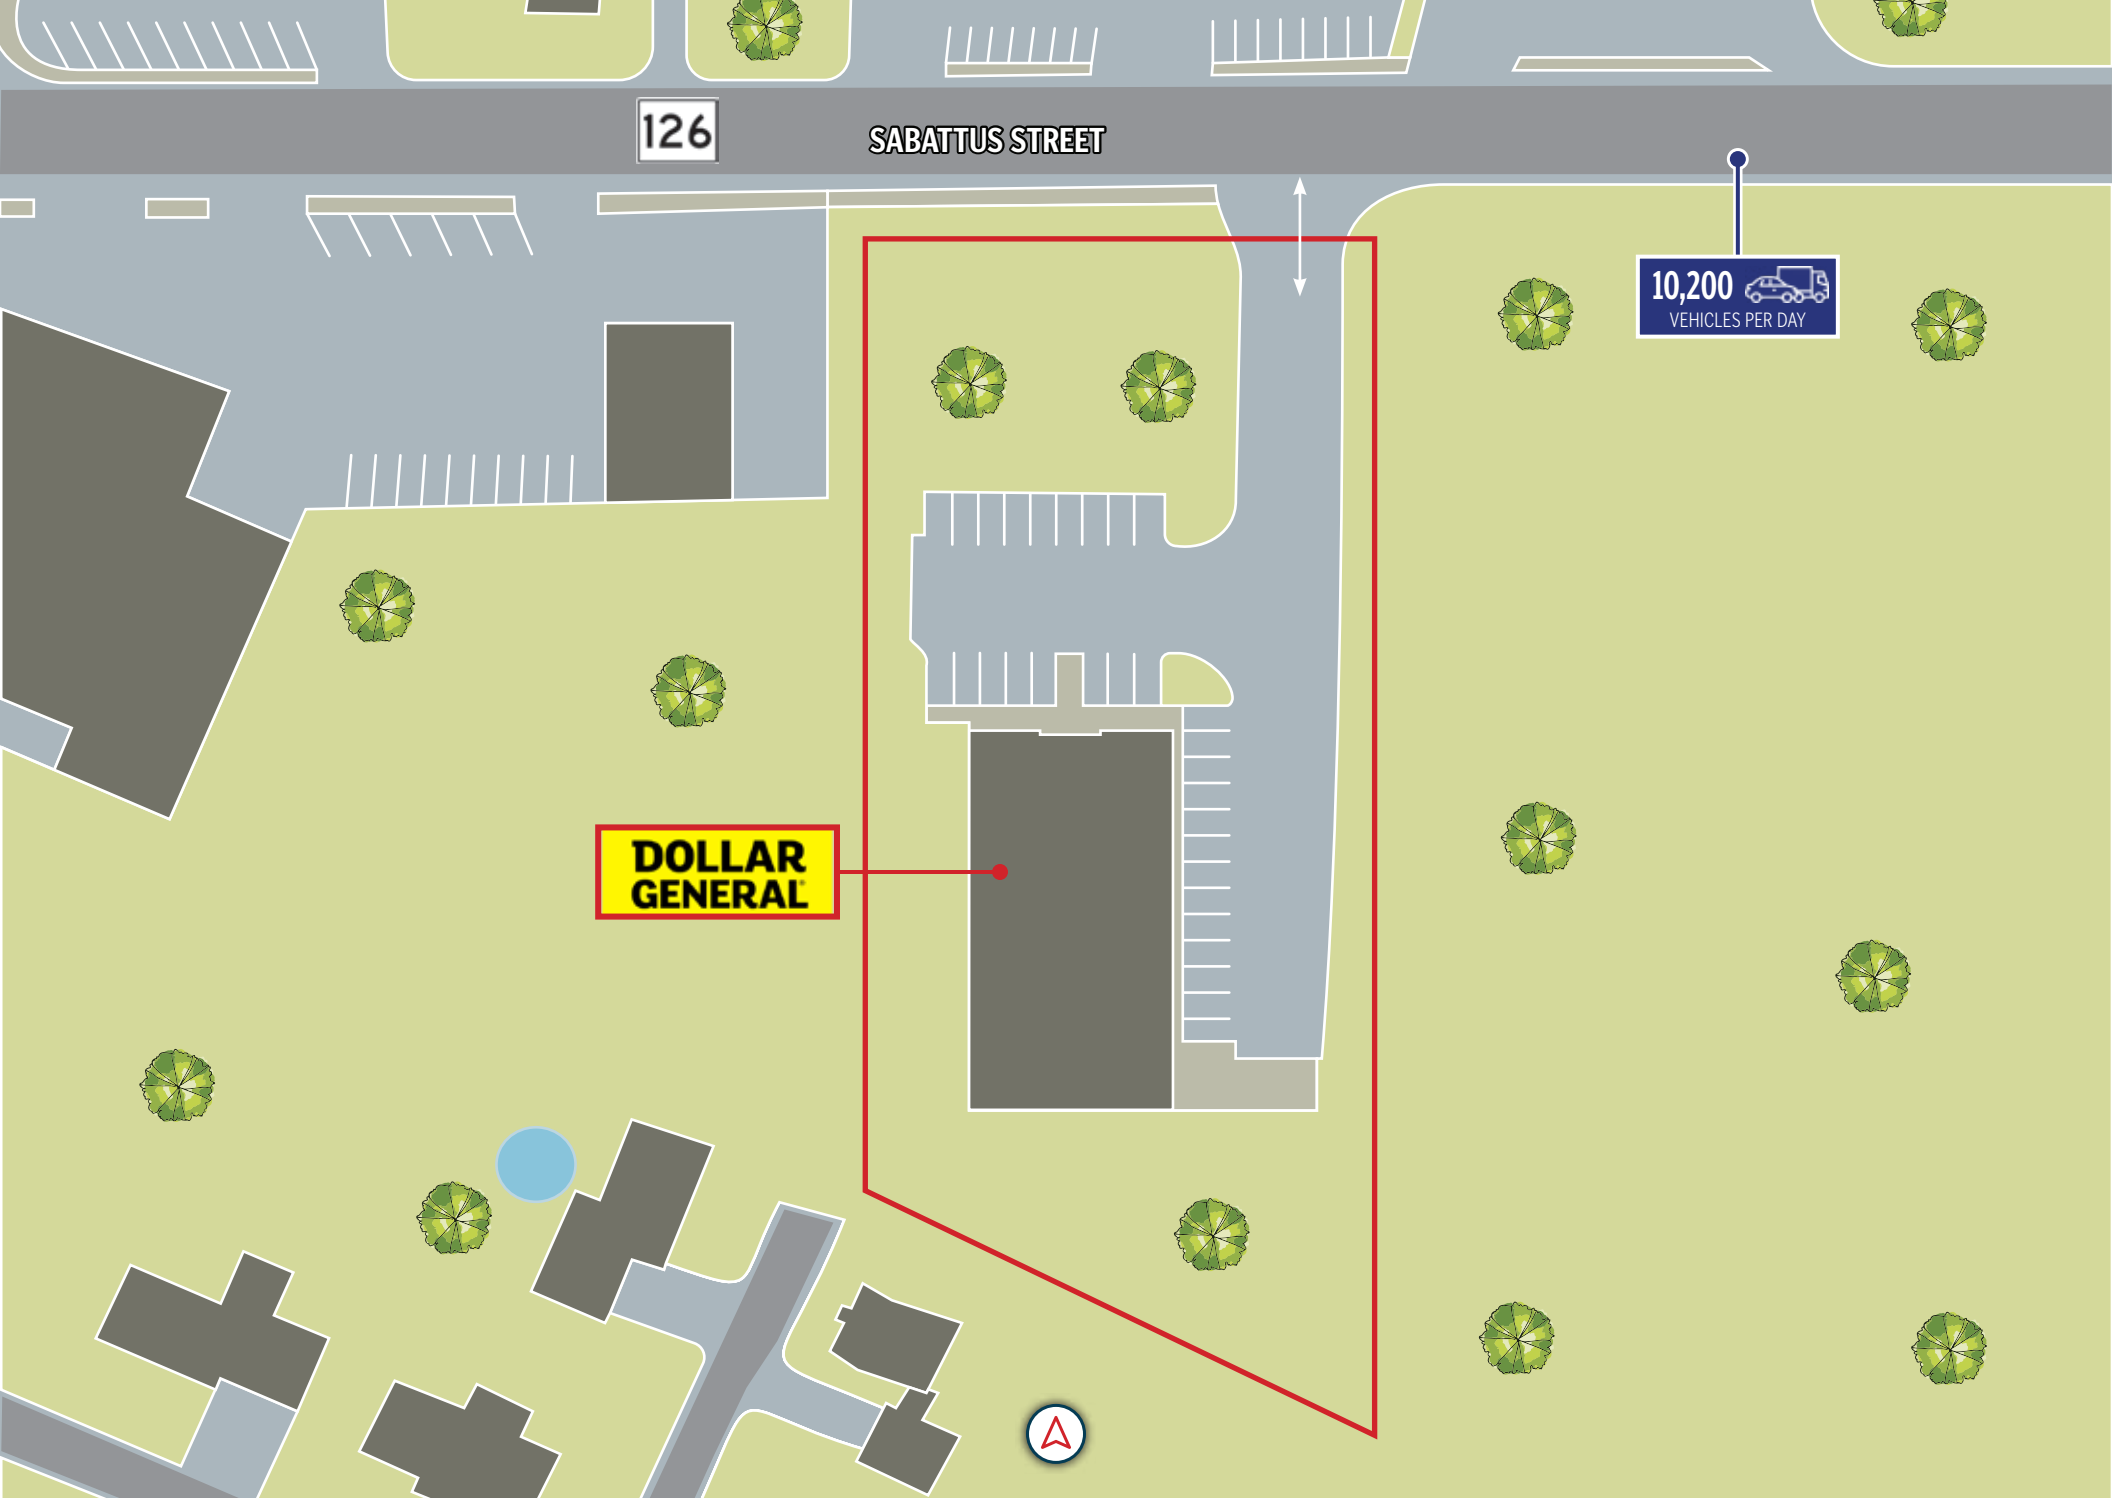 126
SABATTUS STREET
10,200
VEHICLES PER DAY
DOLLAR
GENERAL